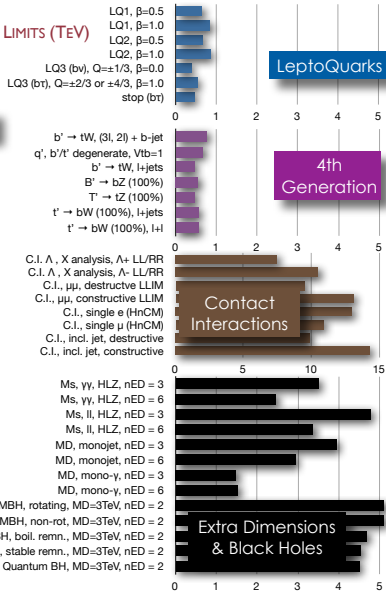 LIMITS (TEV)
LQ1, β=0.5
LQ1, β=1.0
LQ2, β=0.5
LQ2, β=1.0
LQ3 (bν), Q=±1/3, β=0.0
LQ3 (bτ), Q=±2/3 or ±4/3, β=1.0
stop (bτ)
LeptoQuarks
0 1 2 3 4 5
b’ → tW, (3l, 2l) + b-jet
q’, b’/t’ degenerate, Vtb=1
b’ → tW, l+jets
B’ → bZ (100%)
T’ → tZ (100%)
t’ → bW (100%), l+jets
t’ → bW (100%), l+l
4th
Generation
0 1 2 3 4 5
C.I. Λ , X analysis, Λ+ LL/RR
C.I. Λ , X analysis, Λ- LL/RR
C.I., μμ, destructve LLIM
C.I., μμ, constructive LLIM
C.I., single e (HnCM)
C.I., single μ (HnCM)
C.I., incl. jet, destructive
C.I., incl. jet, constructive
Contact
Interactions
0 5 10 15
Ms, γγ, HLZ, nED = 3
Ms, γγ, HLZ, nED = 6
Ms, ll, HLZ, nED = 3
Ms, ll, HLZ, nED = 6
MD, monojet, nED = 3
MD, monojet, nED = 6
MD, mono-γ, nED = 3
MD, mono-γ, nED = 6
MBH, rotating, MD=3TeV, nED = 2
MBH, non-rot, MD=3TeV, nED = 2
boil. remn., MD=3TeV, nED = 2
stable remn., MD=3TeV, nED = 2
Quantum BH, MD=3TeV, nED = 2
Extra Dimensions
& Black Holes
0 1 2 3 4 5